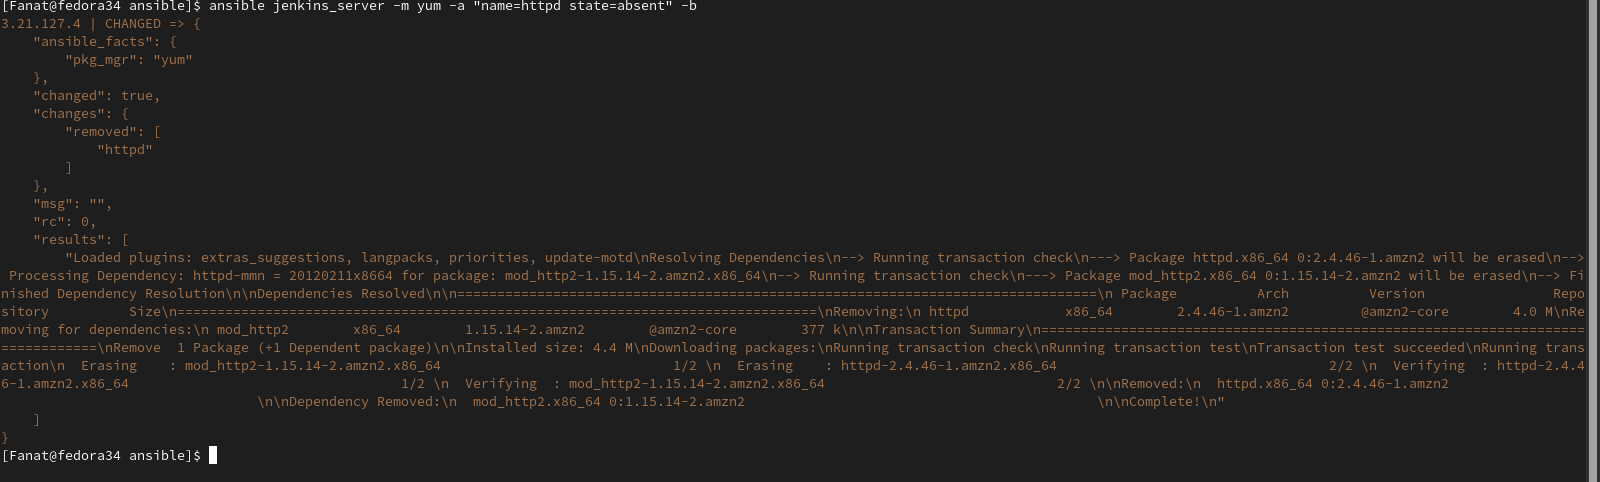 [Fanat@fedora34 ansible]$ ansible jenkins_server -m yum -a "name=httpd state=absent" -b
3.21.127.4 | CHANGED => {
    "ansible_facts": {
        "pkg_mgr": "yum"
    },
    "changed": true,
    "changes": {
        "removed": [
            "httpd"
        ]
    },
    "msg": "",
    "rc": 0,
    "results": [
        "Loaded plugins: extras_suggestions, langpacks, priorities, update-motd\nResolving Dependencies\n--> Running transaction check\n---> Package httpd.x86_64 0:2.4.46-1.amzn2 will be erased\n-->
 Processing Dependency: httpd-mmn = 20120211x8664 for package: mod_http2-1.15.14-2.amzn2.x86_64\n--> Running transaction check\n---> Package mod_http2.x86_64 0:1.15.14-2.amzn2 will be erased\n--> Fi
nished Dependency Resolution\n\nDependencies Resolved\n\n================================================================================\n Package          Arch          Version                Repo
sitory          Size\n================================================================================\nRemoving:\n httpd            x86_64        2.4.46-1.amzn2         @amzn2-core        4.0 M\nRe
moving for dependencies:\n mod_http2        x86_64        1.15.14-2.amzn2        @amzn2-core        377 k\n\nTransaction Summary\n====================================================================
============\nRemove  1 Package (+1 Dependent package)\n\nInstalled size: 4.4 M\nDownloading packages:\nRunning transaction check\nRunning transaction test\nTransaction test succeeded\nRunning trans
action\n  Erasing    : mod_http2-1.15.14-2.amzn2.x86_64                             1/2 \n  Erasing    : httpd-2.4.46-1.amzn2.x86_64                                  2/2 \n  Verifying  : httpd-2.4.4
6-1.amzn2.x86_64                                  1/2 \n  Verifying  : mod_http2-1.15.14-2.amzn2.x86_64                             2/2 \n\nRemoved:\n  httpd.x86_64 0:2.4.46-1.amzn2
                                \n\nDependency Removed:\n  mod_http2.x86_64 0:1.15.14-2.amzn2                                            \n\nComplete!\n"
    ]
}
[Fanat@fedora34 ansible]$